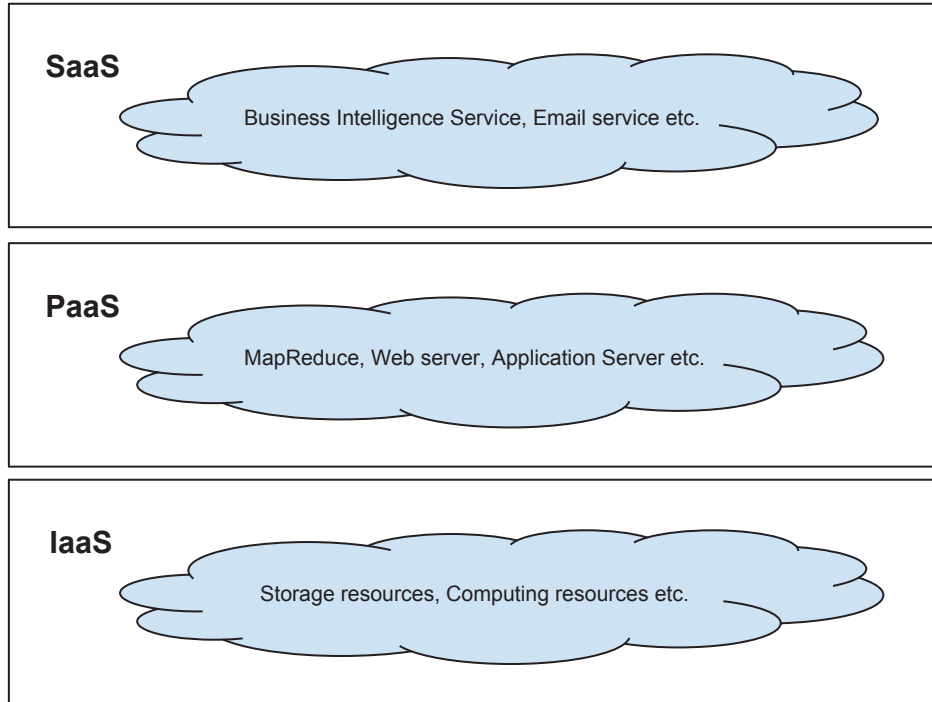 SaaS
Business Intelligence Service, Email service etc.
PaaS
MapReduce, Web server, Application Server etc.
IaaS
Storage resources, Computing resources etc.